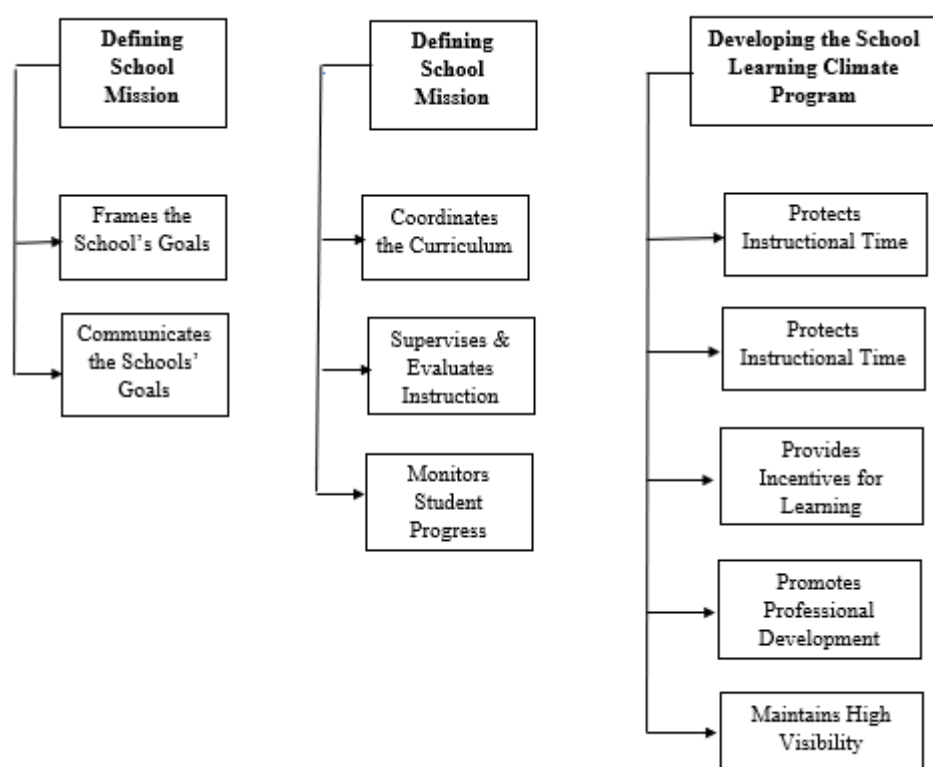 Defining
School
Mission
Frames the
School’s Goals
Communicates
the Schools’
Goals
Defining
School
Mission
Coordinates
the Curriculum
Supervises &
Evaluates
Instruction
Monitors
Student
Progress
Developing the School
Learning Climate
Program
Protects
Instructional Time
Protects
Instructional Time
Provides
Incentives for
Learning
Promotes
Professional
Development
Maintains High
Visibility